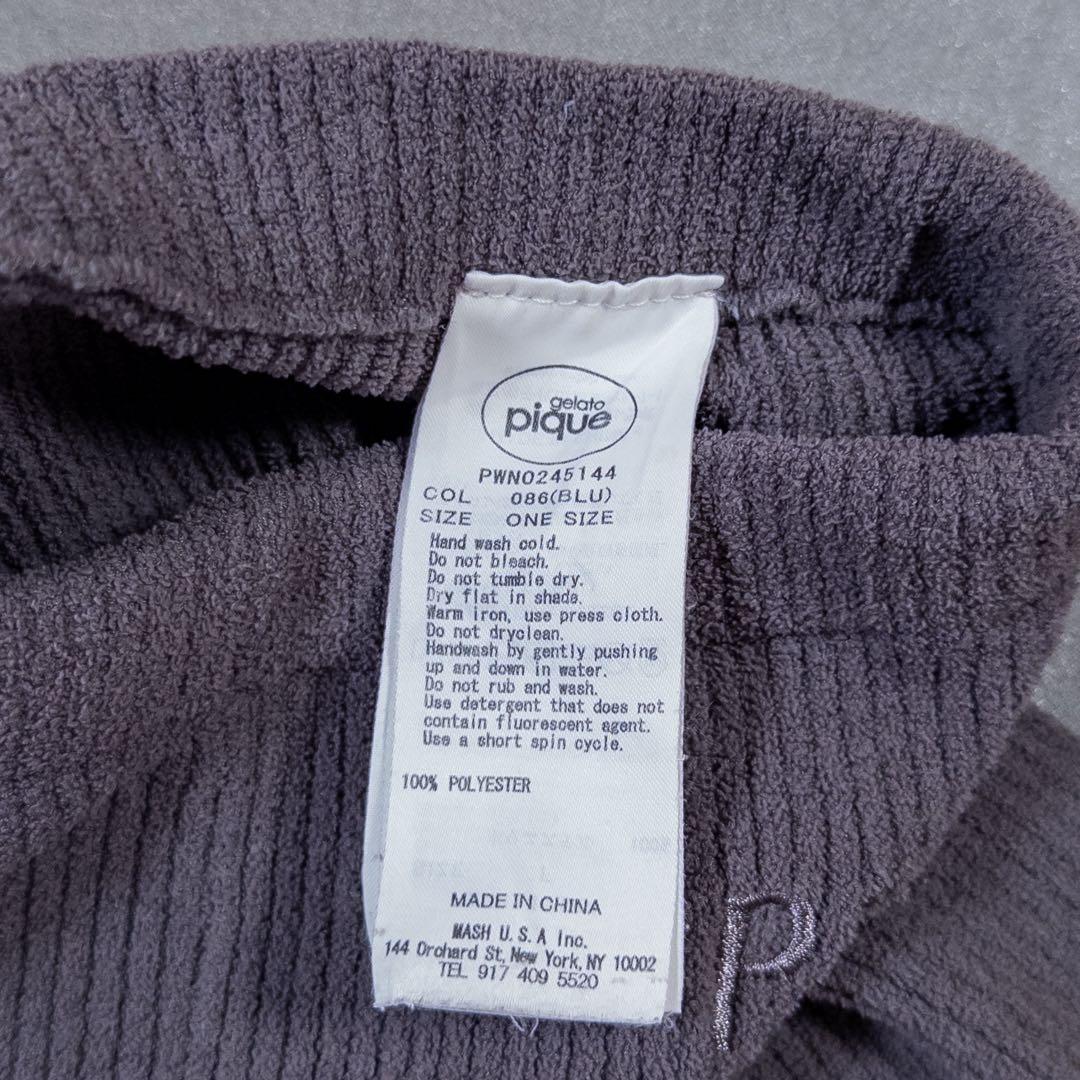 gelato
pique
PWNO245144
COL 086(BLU)
SIZE ONE SIZE
Hand wash cold.
Do not bleach.
Do not tumble dry.
Dry flat in shade.
Warm iron, use press cloth.
Do not dryclean.
Handwash by gently pushing
up and down in water.
Do not rub and wash.
Use detergent that does not
contain fluorescent agent.
Use a short spin cycle.
100% POLYESTER
MADE IN CHINA
MASH U.S.A Inc.
144 Orchard St, New York, NY 10002
TEL 917 409 5520
p